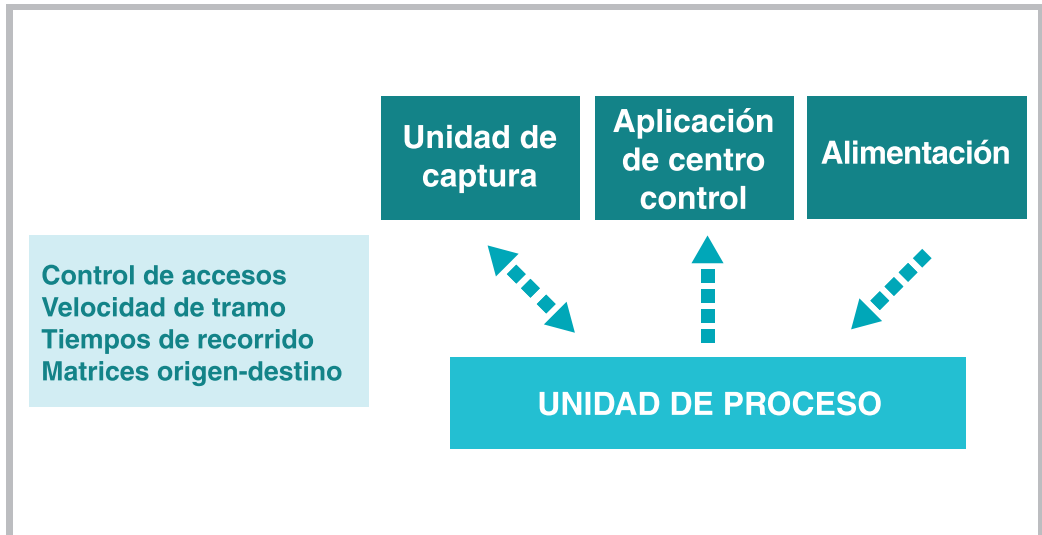 Unidad de
captura
Aplicación
de centro
control
Alimentación
Control de accesos
Velocidad de tramo
Tiempos de recorrido
Matrices origen-destino
UNIDAD DE PROCESO